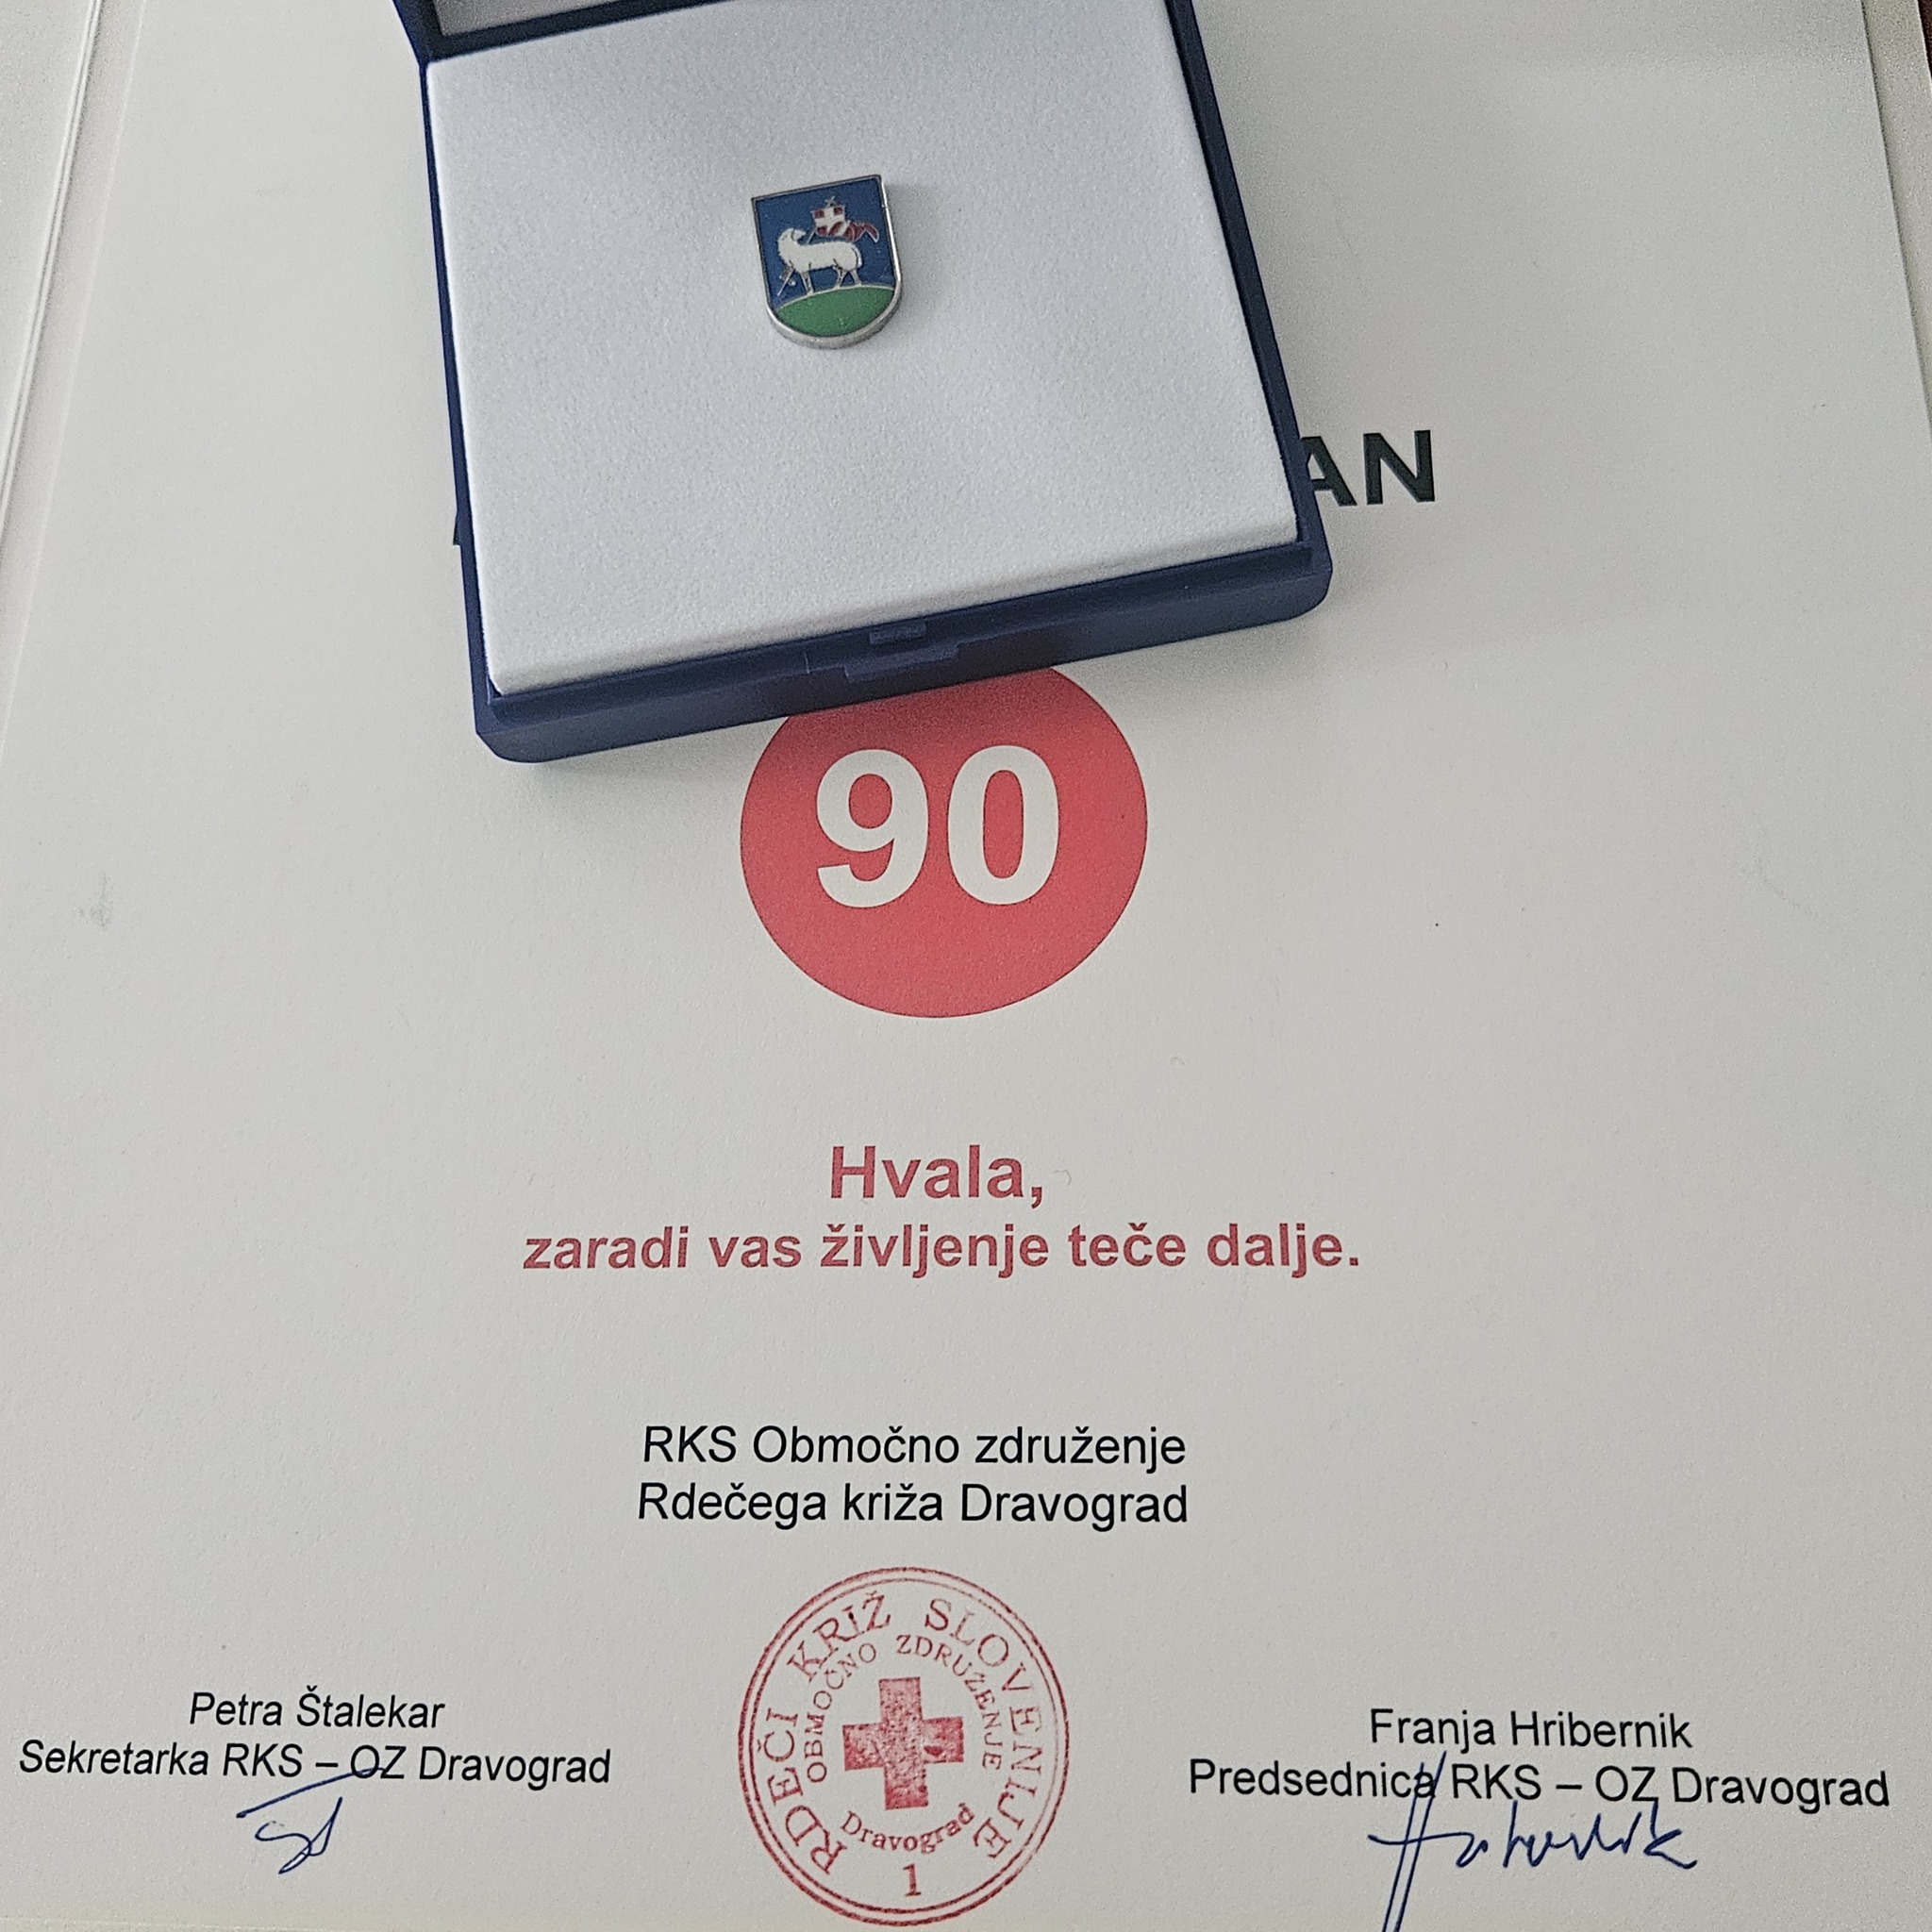 AN
90
Hvala,
zaradi vas življenje teče dalje.
RKS Območno združenje
Rdečega križa Dravograd
Petra Štalekar
Sekretarka RKS – OZ Dravograd
RDEČI KRIŽ SLOVENIJE
OBMOČNO ZDRUŽENJE
Dravograd
1
Franja Hribernik
Predsednica RKS – OZ Dravograd